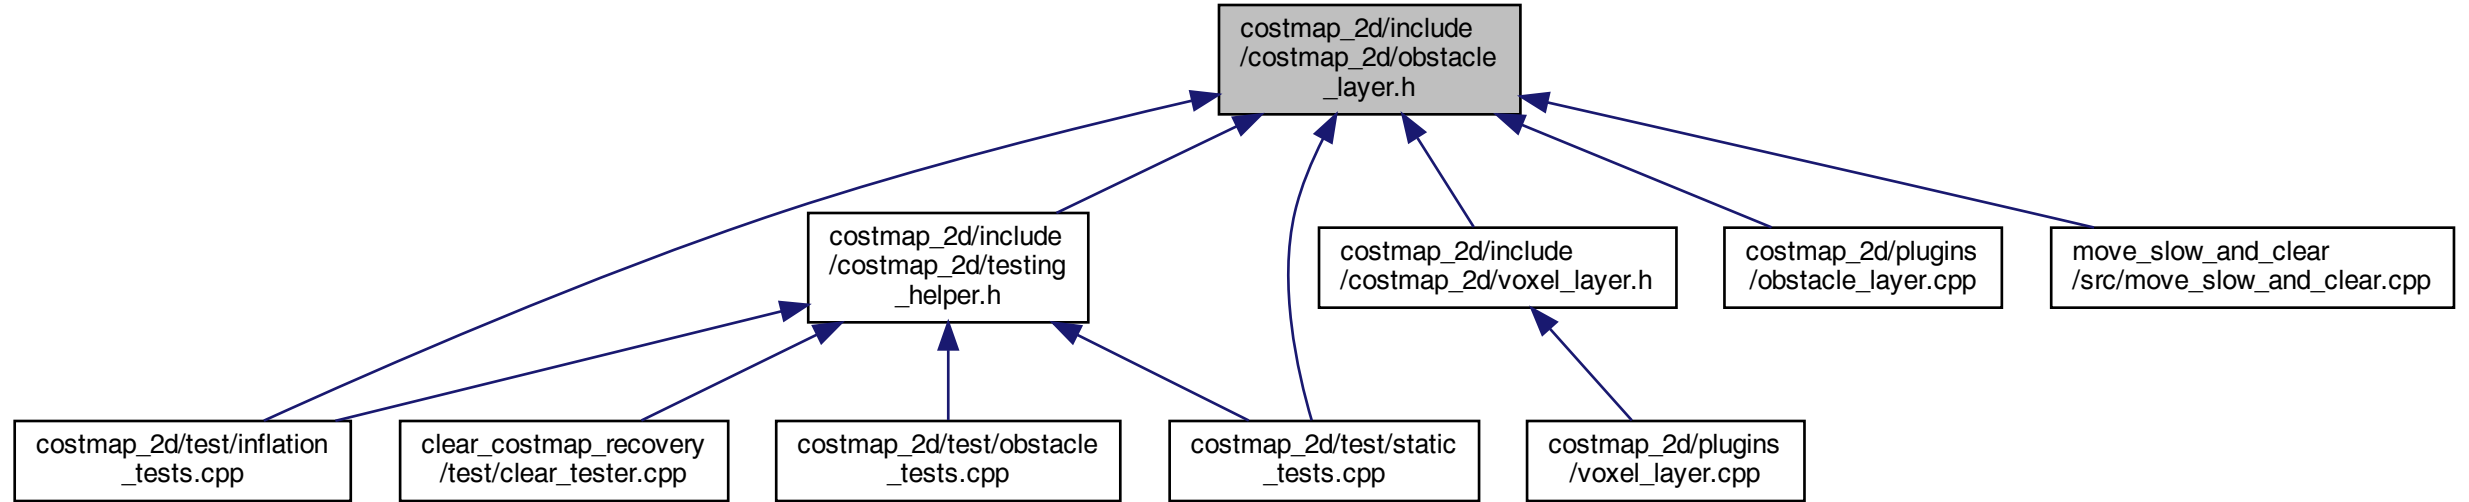 costmap_2d/include
/costmap_2d/obstacle
_layer.h
costmap_2d/include
/costmap_2d/testing
_helper.h
costmap_2d/include
/costmap_2d/voxel_layer.h
costmap_2d/plugins
/obstacle_layer.cpp
move_slow_and_clear
/src/move_slow_and_clear.cpp
costmap_2d/test/inflation
_tests.cpp
clear_costmap_recovery
/test/clear_tester.cpp
costmap_2d/test/obstacle
_tests.cpp
costmap_2d/test/static
_tests.cpp
costmap_2d/plugins
/voxel_layer.cpp